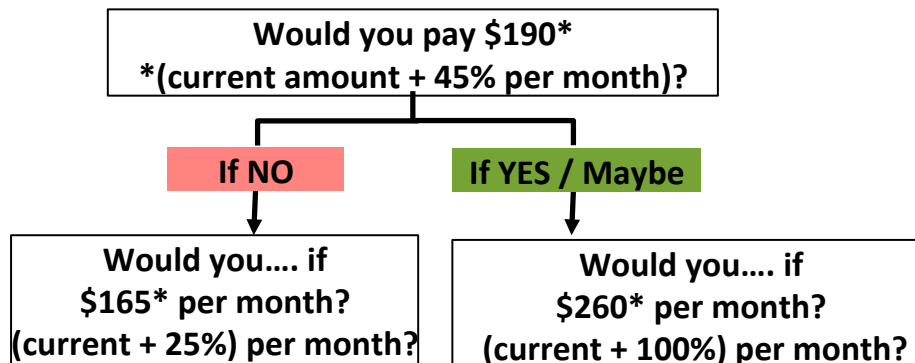 Would you pay $190*
*(current amount + 45% per month)?
If NO
If YES / Maybe
Would you…. if
$165* per month?
(current + 25%) per month?
Would you…. if
$260* per month?
(current + 100%) per month?